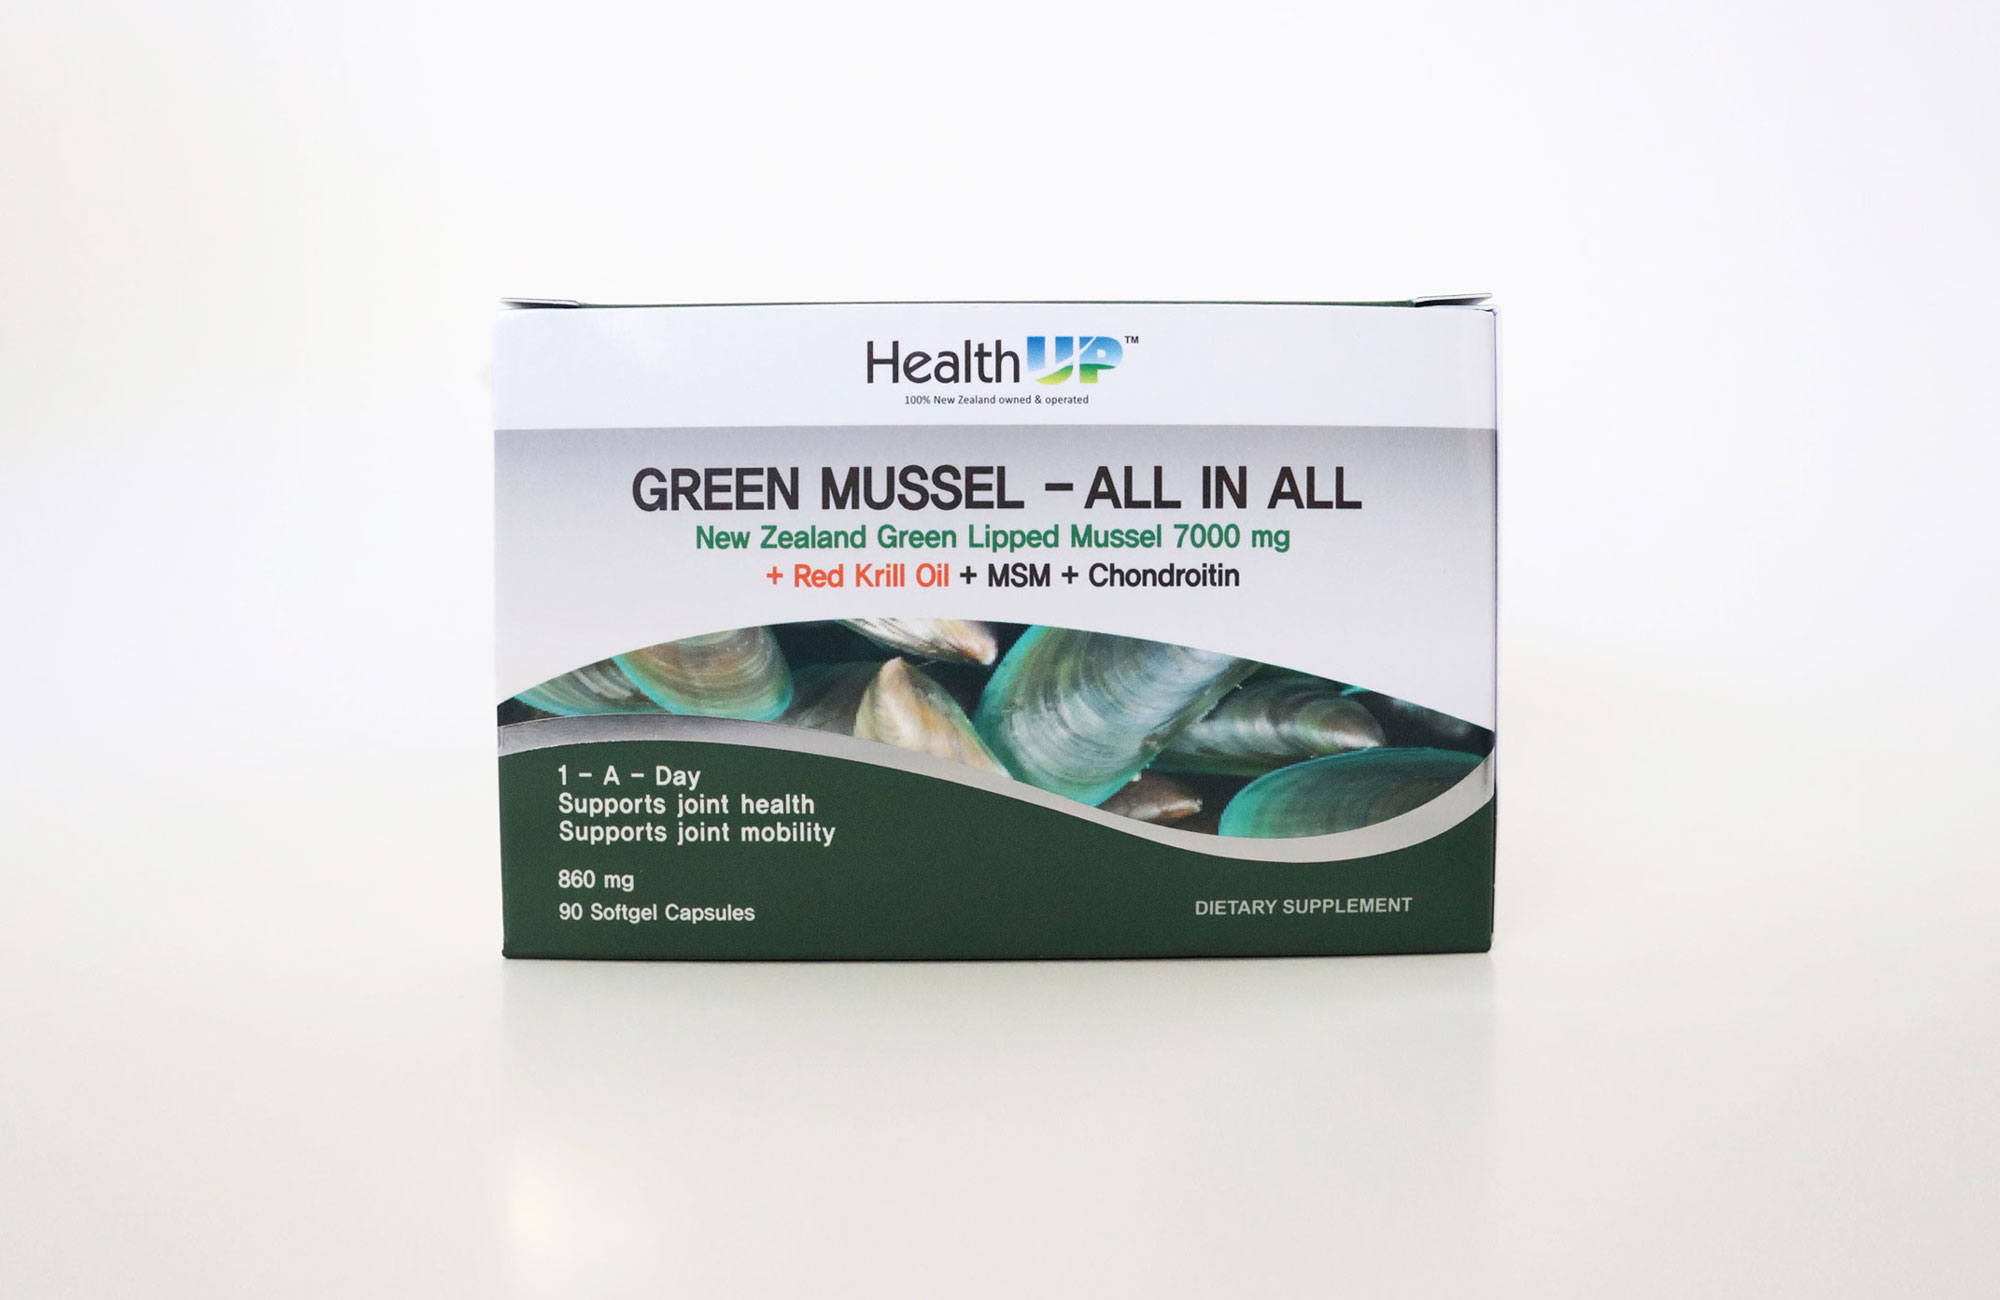 HealthUP™
100% New Zealand owned & operated
GREEN MUSSEL – ALL IN ALL
New Zealand Green Lipped Mussel 7000 mg
+ Red Krill Oil + MSM + Chondroitin
1 – A – Day
Supports joint health
Supports joint mobility
860 mg
90 Softgel Capsules
DIETARY SUPPLEMENT